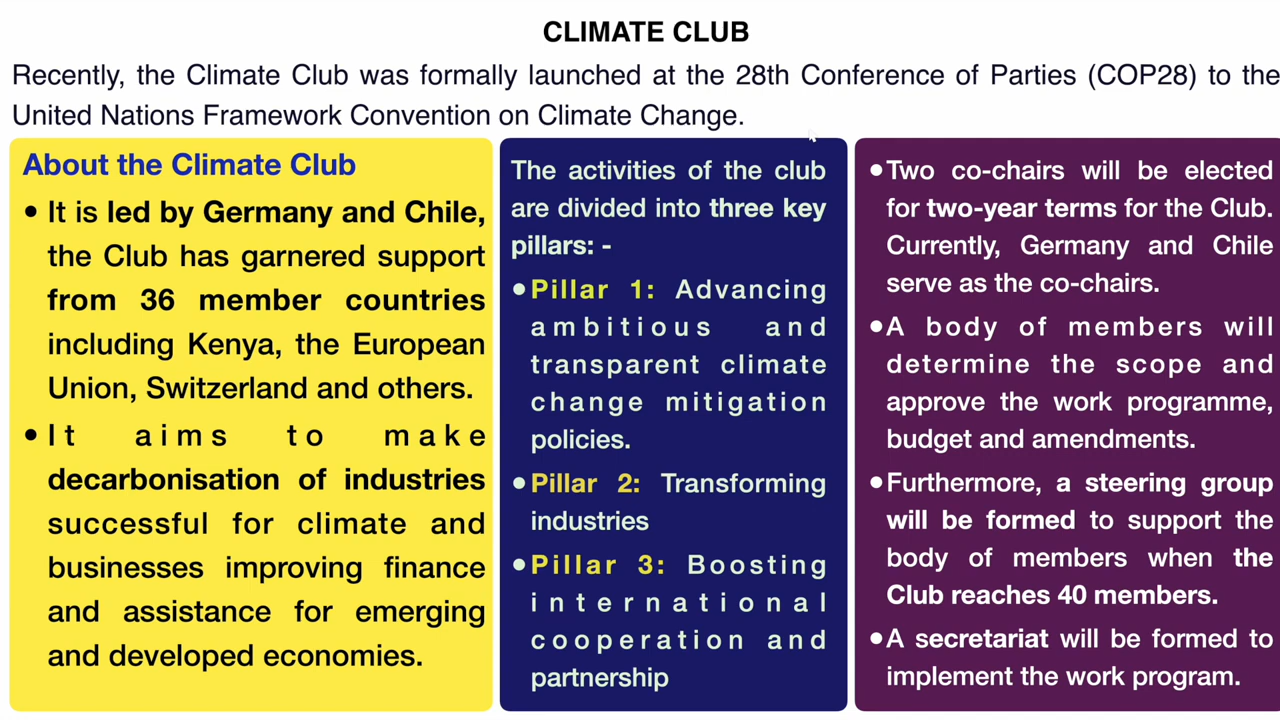 CLIMATE CLUB
Recently, the Climate Club was formally launched at the 28th Conference of Parties (COP28) to the
United Nations Framework Convention on Climate Change.
About the Climate Club
• It is led by Germany and Chile,
the Club has garnered support
from 36 member countries
including Kenya, the European
Union, Switzerland and others.
• It aims to make
decarbonisation of industries
successful for climate and
businesses improving finance
and assistance for emerging
and developed economies.
The activities of the club
are divided into three key
pillars: -
• Pillar 1: Advancing
ambitious and
transparent climate
change mitigation
policies.
• Pillar 2: Transforming
industries
• Pillar 3: Boosting
international
cooperation and
partnership
• Two co-chairs will be elected
for two-year terms for the Club.
Currently, Germany and Chile
serve as the co-chairs.
• A body of members will
determine the scope and
approve the work programme,
budget and amendments.
• Furthermore, a steering group
will be formed to support the
body of members when the
Club reaches 40 members.
• A secretariat will be formed to
implement the work program.